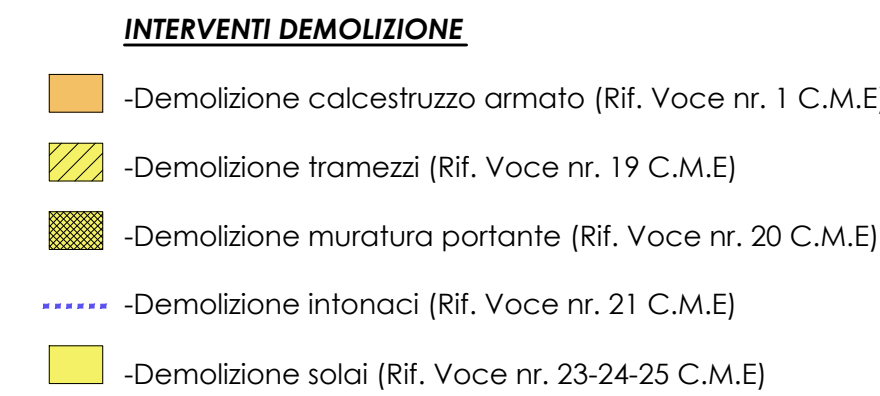 INTERVENTI DEMOLIZIONE
-Demolizione calcestruzzo armato (Rif. Voce nr. 1 C.M.E)
-Demolizione tramezzi (Rif. Voce nr. 19 C.M.E)
-Demolizione muratura portante (Rif. Voce nr. 20 C.M.E)
-Demolizione intonaci (Rif. Voce nr. 21 C.M.E)
-Demolizione solai (Rif. Voce nr. 23-24-25 C.M.E)